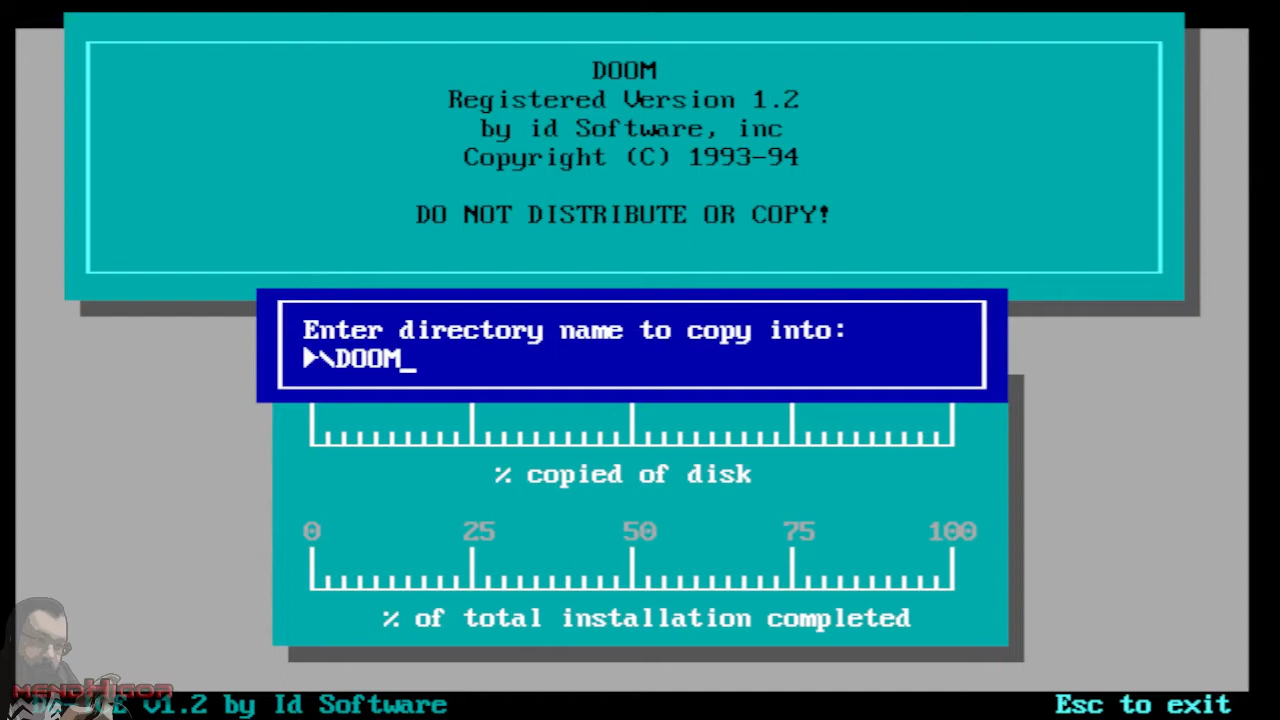 DOOM
Registered Version 1.2
by id Software, inc
Copyright (C) 1993-94
DO NOT DISTRIBUTE OR COPY!
Enter directory name to copy into:
►\DOOM_
% copied of disk
0 25 50 75 100
% of total installation completed
MENDHIGOR
v1.2 by Id Software
Esc to exit